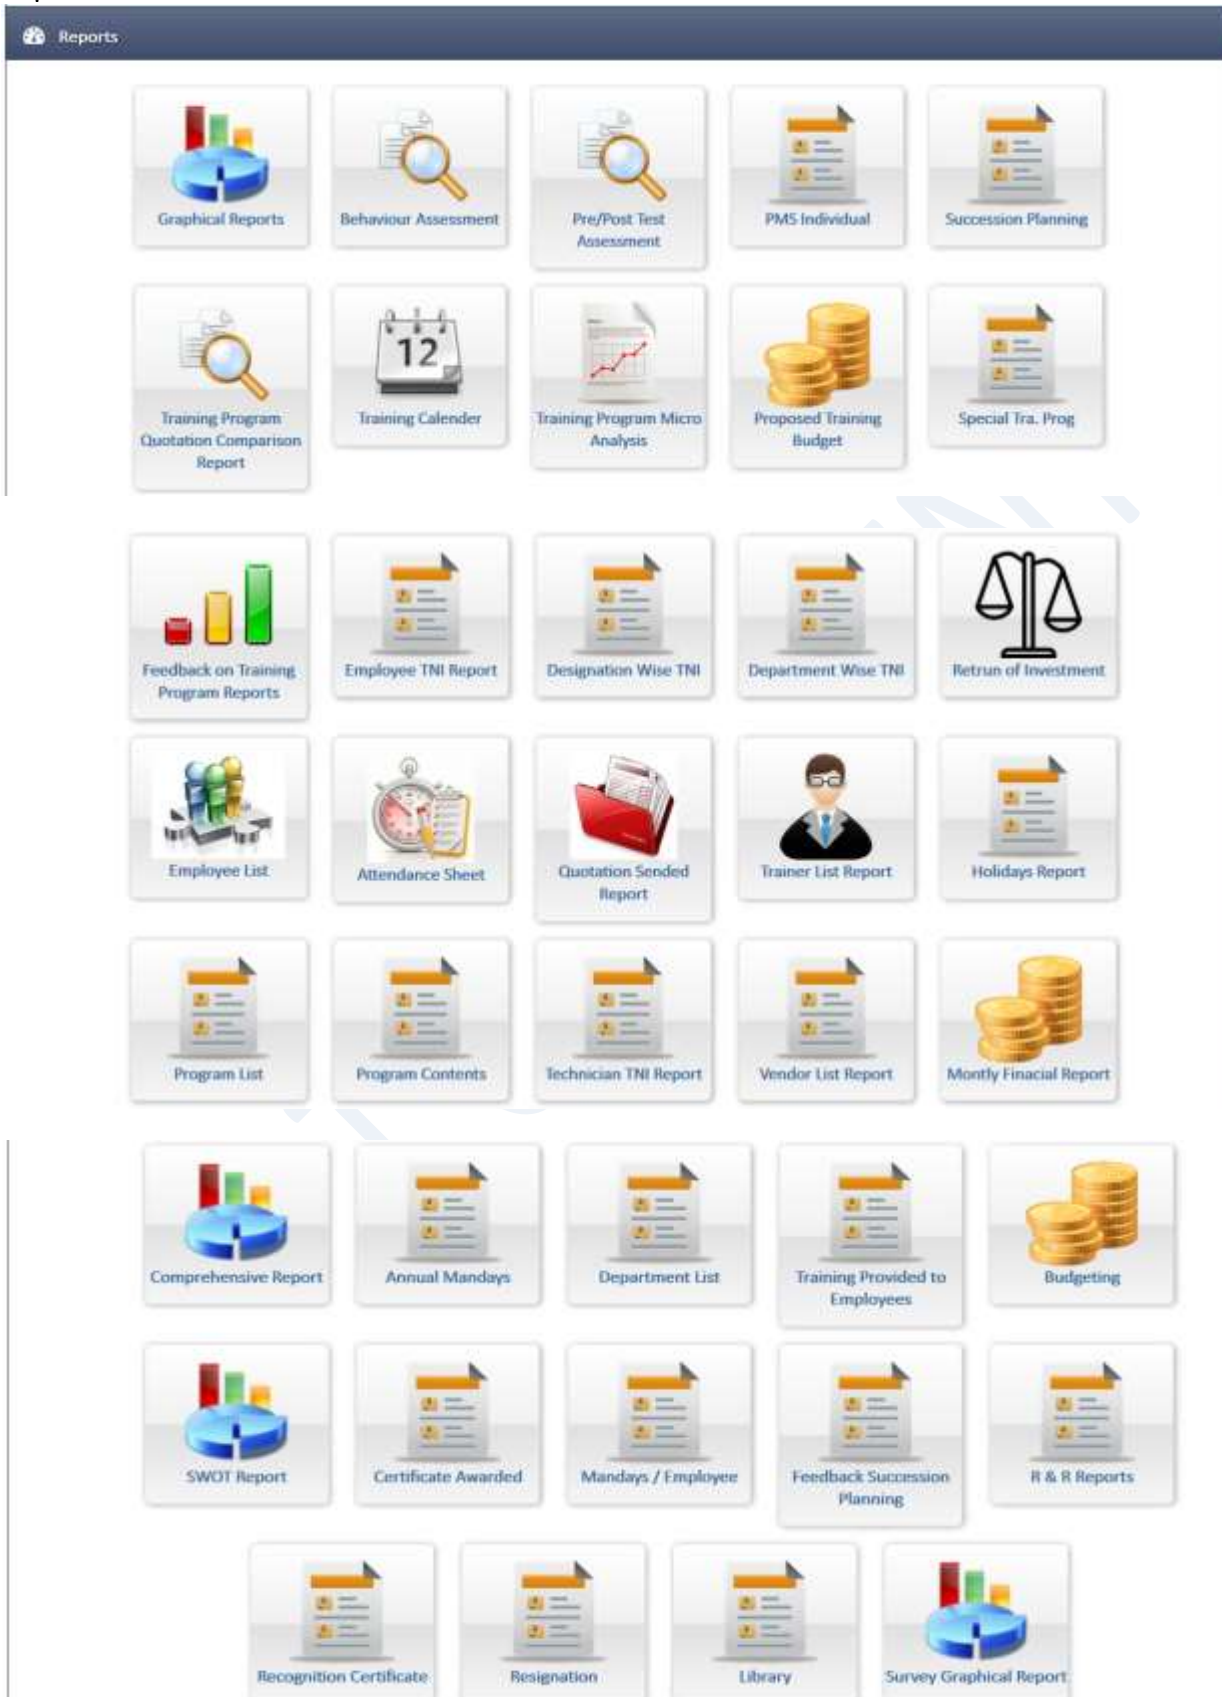 Reports
Graphical Reports
Behaviour Assessment
Pre/Post Test
Assessment
PMS Individual
Succession Planning
Training Program
Quotation Comparison
Report
Training Calender
12
Training Program Micro
Analysis
Proposed Training
Budget
Special Tra. Prog
Feedback on Training
Program Reports
Employee TNI Report
Designation Wise TNI
Department Wise TNI
Retrun of Investment
Employee List
Attendance Sheet
Quotation Sended
Report
Trainer List Report
Holidays Report
Program List
Program Contents
Technician TNI Report
Vendor List Report
Montly Finacial Report
Comprehensive Report
Annual Mandays
Department List
Training Provided to
Employees
Budgeting
SWOT Report
Certificate Awarded
Mandays / Employee
Feedback Succession
Planning
R & R Reports
Recognition Certificate
Resignation
Library
Survey Graphical Report